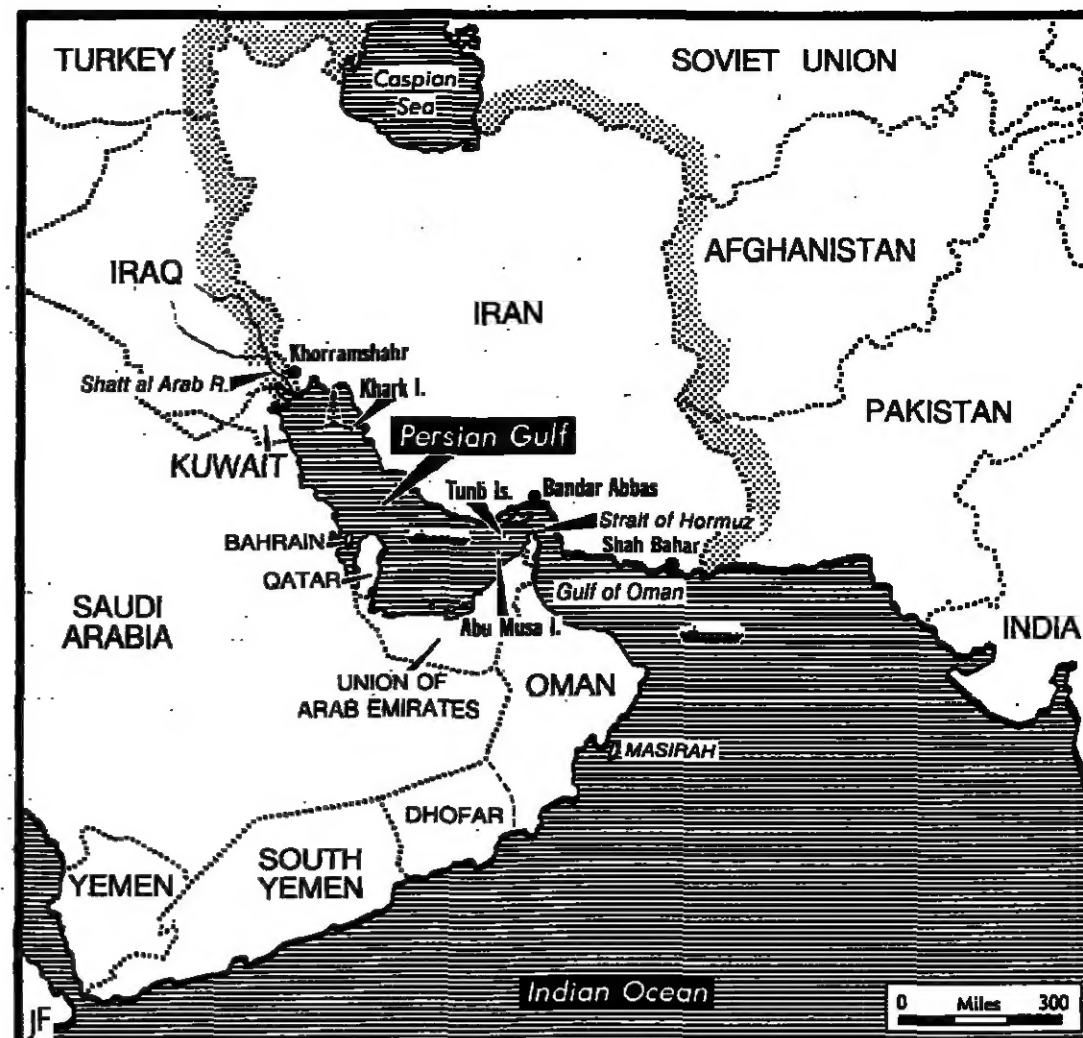 TURKEY
Caspian
Sea
SOVIET UNION
AFGHANISTAN
IRAQ
IRAN
Khorramshahr
Shatt al Arab R.
Khark I.
PAKISTAN
Persian Gulf
KUWAIT
Tunb Is.
Bandar Abbas
Strait of Hormuz
BAHRAIN
Shah Bahar
QATAR
Gulf of Oman
SAUDI
ARABIA
Abu Musa I.
INDIA
UNION OF
ARAB EMIRATES
OMAN
MASIRAH
DHOFAR
YEMEN
SOUTH
YEMEN
Indian Ocean
0 Miles 300
JF